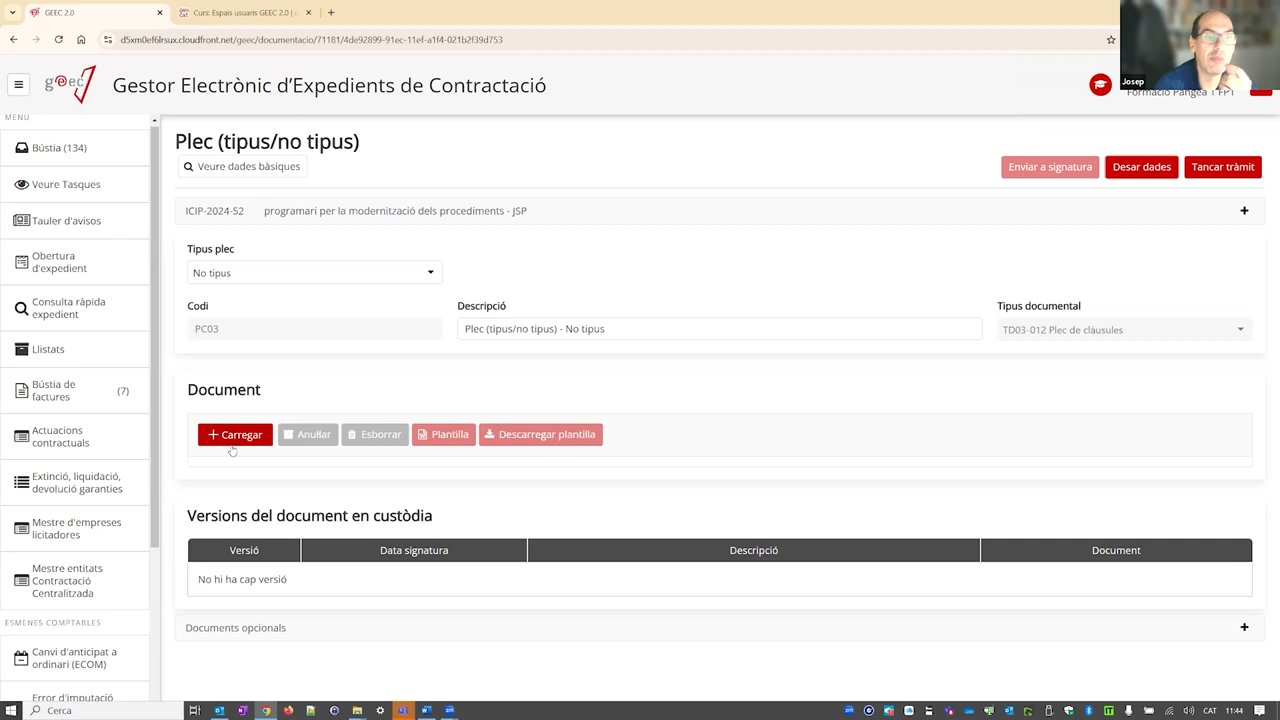 GEEC 2.0
Curs: Espais usuaris GEEC 2.0 | c
d5xm0ef6lrsux.cloudfront.net/geec/documentacio/71181/4de92899-91ec-11ef-a1f4-021b2f39d753
Josep
geec
Gestor Electrònic d'Expedients de Contractació
Formació Pangea 1 FP1
MENÚ
Bústia (134)
Veure Tasques
Tauler d'avisos
Obertura
d'expedient
Consulta ràpida
expedient
Llistats
Bústia de
factures
(7)
Actuacions
contractuals
Extinció, liquidació,
devolució garanties
Mestre d'empreses
licitadores
Mestre entitats
Contractació
Centralitzada
ESMENES COMPTABLES
Canvi d'anticipat a
ordinari (ECOM)
Error d'imputació
Plec (tipus/no tipus)
Veure dades bàsiques
Enviar a signatura
Desar dades
Tancar tràmit
ICIP-2024-52 programari per la modernització dels procediments - JSP
Tipus plec
No tipus
Codi
Descripció
Tipus documental
PC03
Plec (tipus/no tipus) - No tipus
TD03-012 Plec de clàusules
Document
Carregar
Anul·lar
Esborrar
Plantilla
Descarregar plantilla
Versions del document en custòdia
Versió Data signatura Descripció Document
No hi ha cap versió
Documents opcionals
Cerca
CAT
11:44